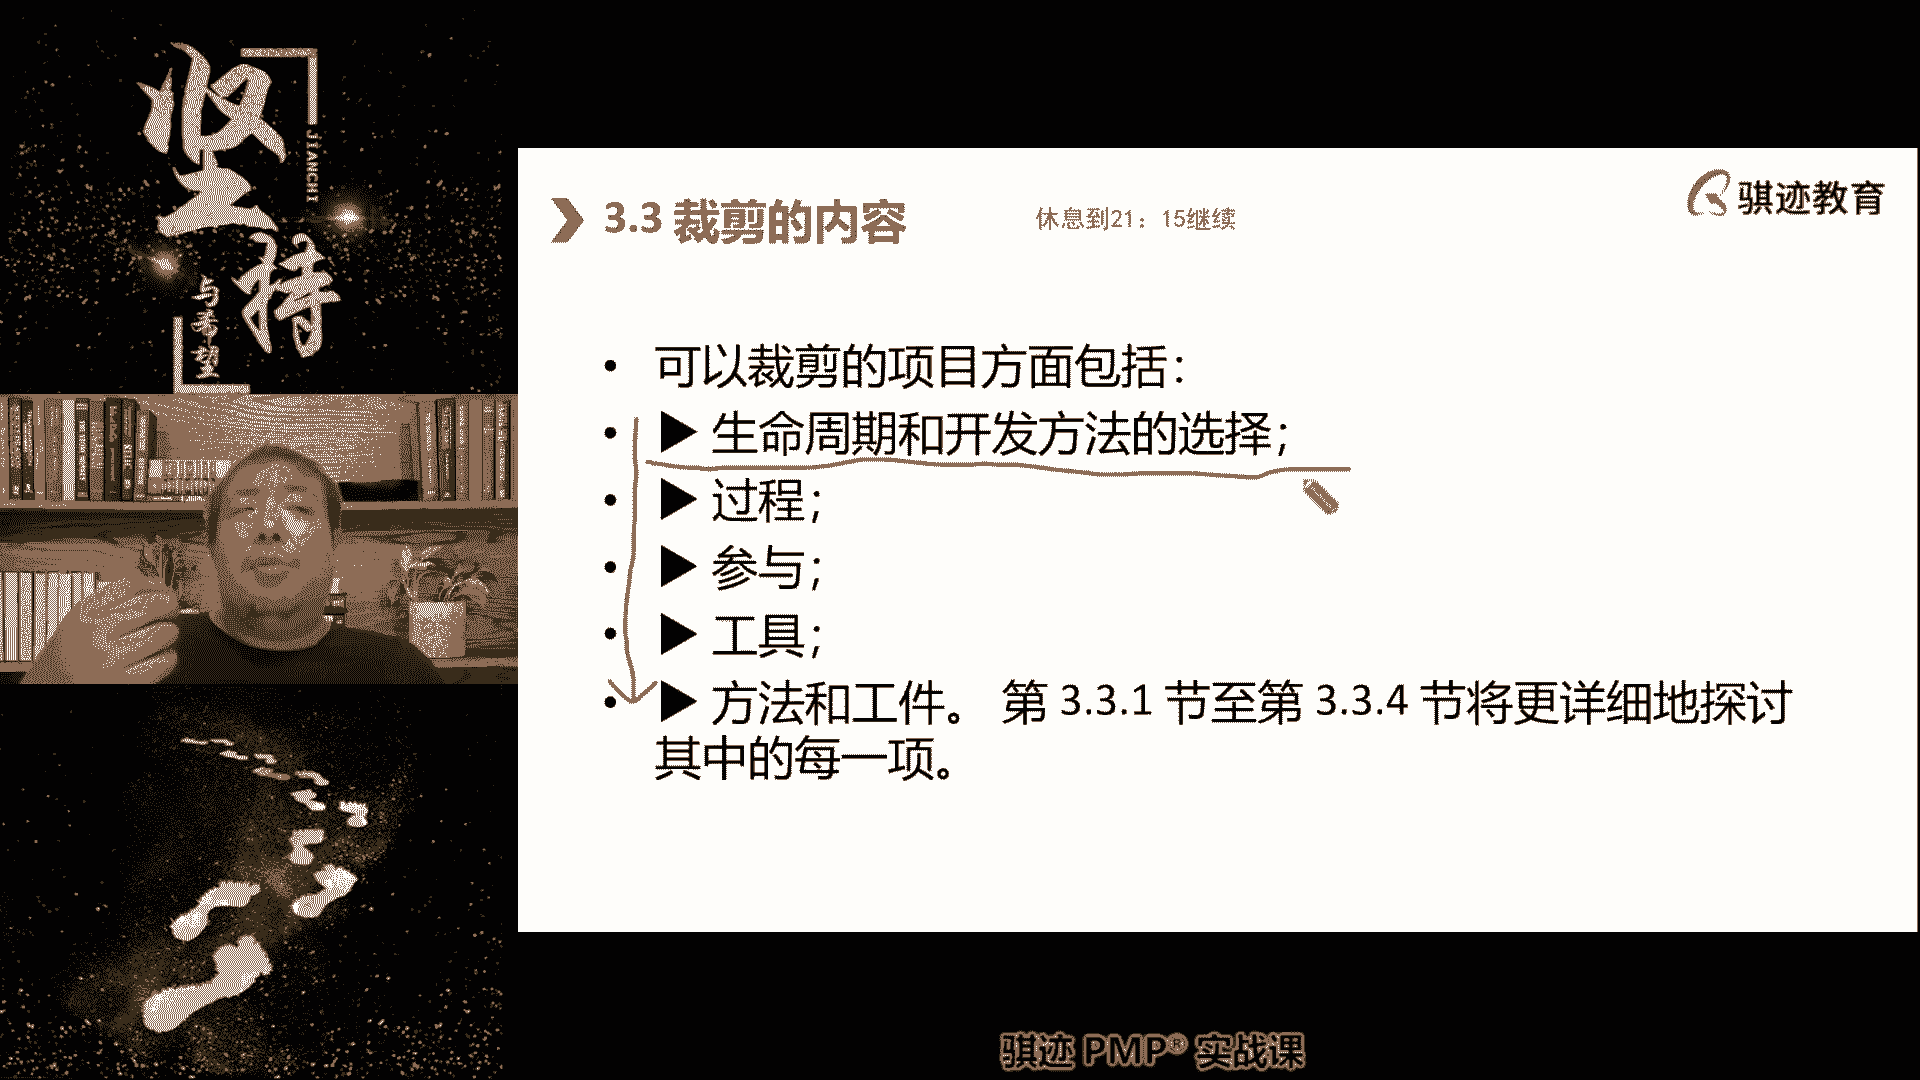 坚持
JIANCHI
与希望
3.3 裁剪的内容
休息到21：15继续
骐迹教育
• 可以裁剪的项目方面包括：
• ▶ 生命周期和开发方法的选择；
• ▶ 过程；
• ▶ 参与；
• ▶ 工具；
• ▶ 方法和工件。 第 3.3.1 节至第 3.3.4 节将更详细地探讨
其中的每一项。
骐迹 PMP® 实战课